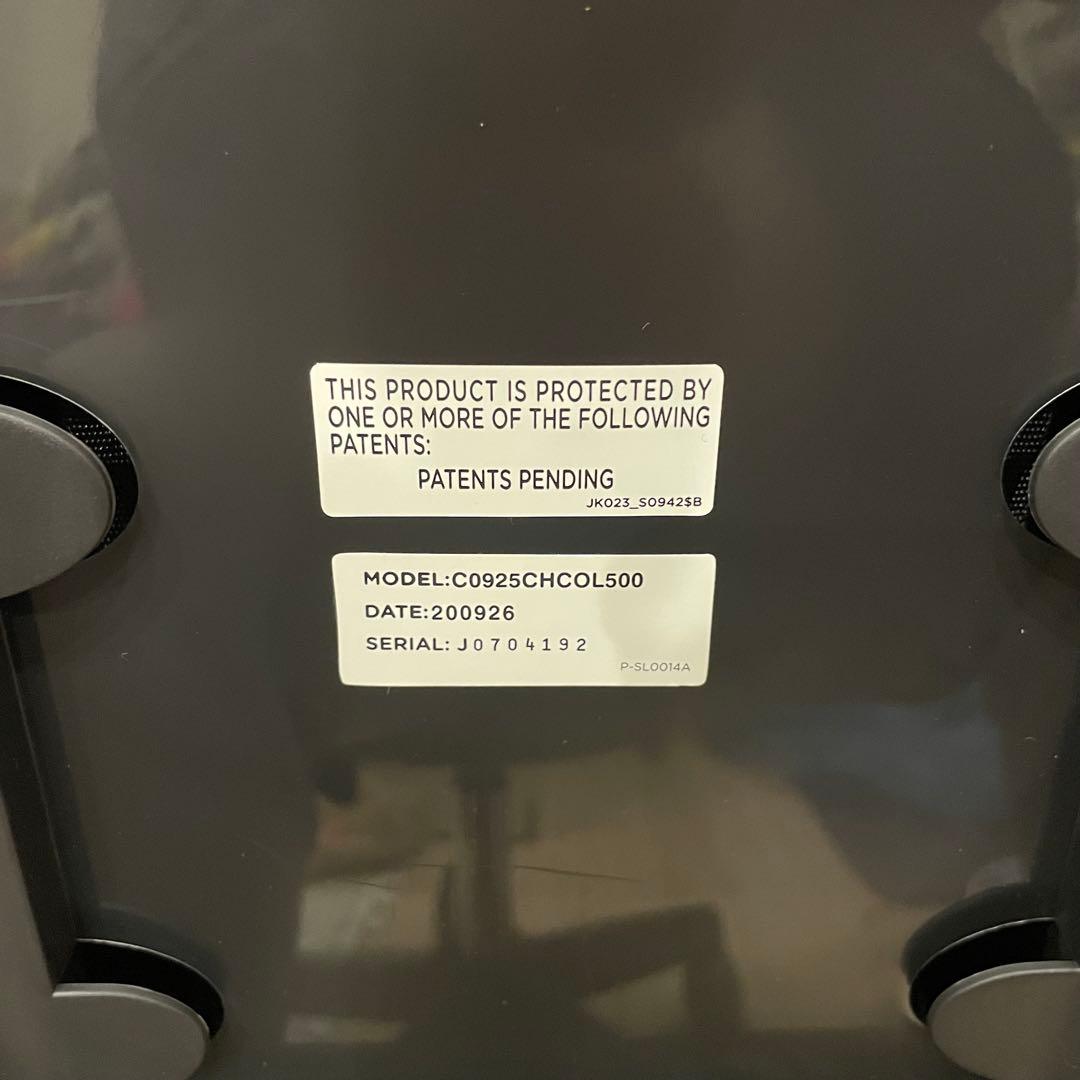 THIS PRODUCT IS PROTECTED BY
ONE OR MORE OF THE FOLLOWING
PATENTS:
PATENTS PENDING
JK023_S0942$B
MODEL:C0925CHCOL500
DATE:200926
SERIAL: J0704192
P-SL0014A